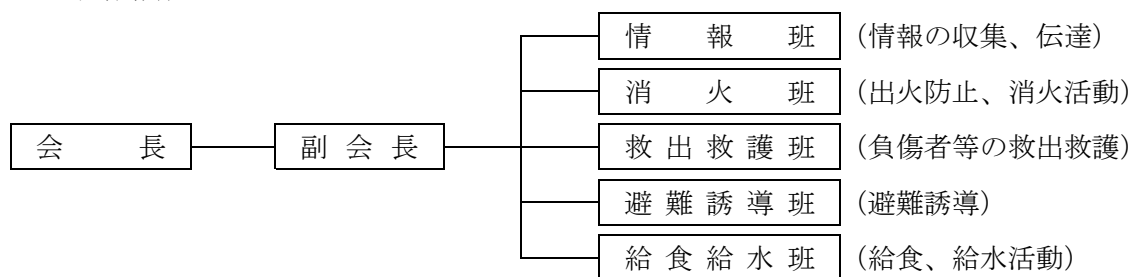 情報班 (情報の収集、伝達)
消火班 (出火防止、消火活動)
会長 副会長 救出救護班 (負傷者等の救出救護)
避難誘導班 (避難誘導)
給食給水班 (給食、給水活動)